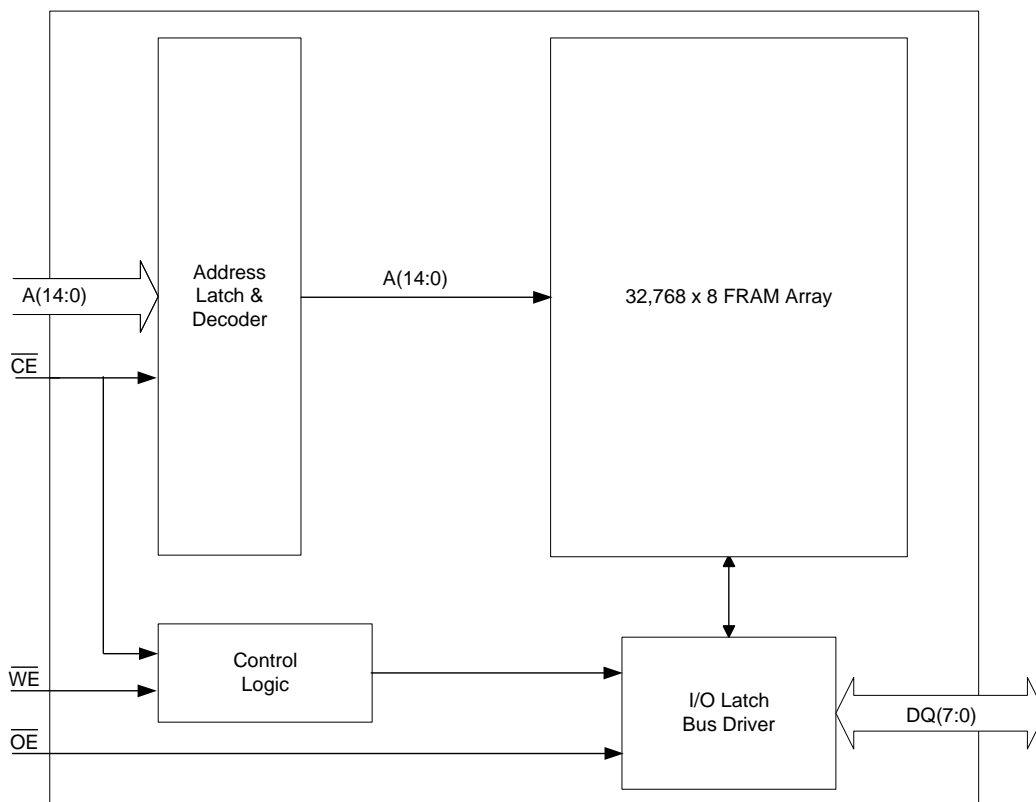 Address
Latch &
Decoder
A(14:0)
A(14:0)
32,768 x 8 FRAM Array
CE
Control
Logic
WE
I/O Latch
Bus Driver
DQ(7:0)
OE